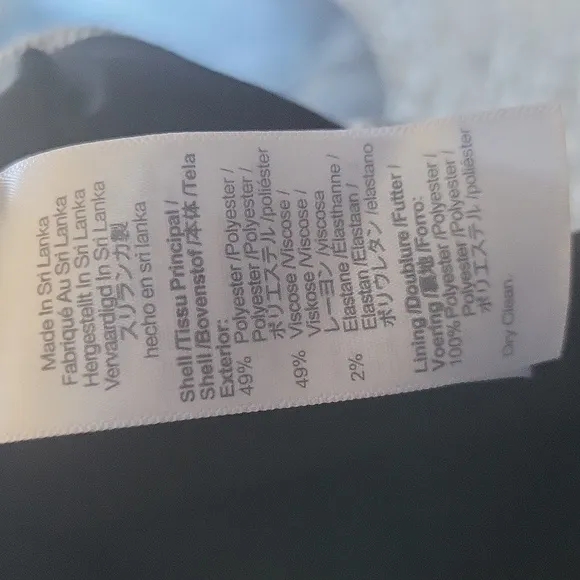 Made In Sri Lanka
Fabriqué Au Sri Lanka
Hergestellt In Sri Lanka
Vervaardigd In Sri Lanka
スリランカ製
hecho en sri lanka
Shell /Tissu Principal /
Shell /Bovenstof /本体 /Tela
Exterior:
49% Polyester /Polyester /
Polyester /Polyester /
ポリエステル /poliéster
49% Viscose /Viscose /
Viskose /Viscose /
レーヨン /viscosa
2% Elastane /Elasthanne /
Elastan /Elastaan /
ポリウレタン /elastano
Lining /Doublure /Futter /
Voering /裏地 /Forro:
100% Polyester /Polyester /
Polyester /Polyester /
ポリエステル /poliéster
Dry Clean.